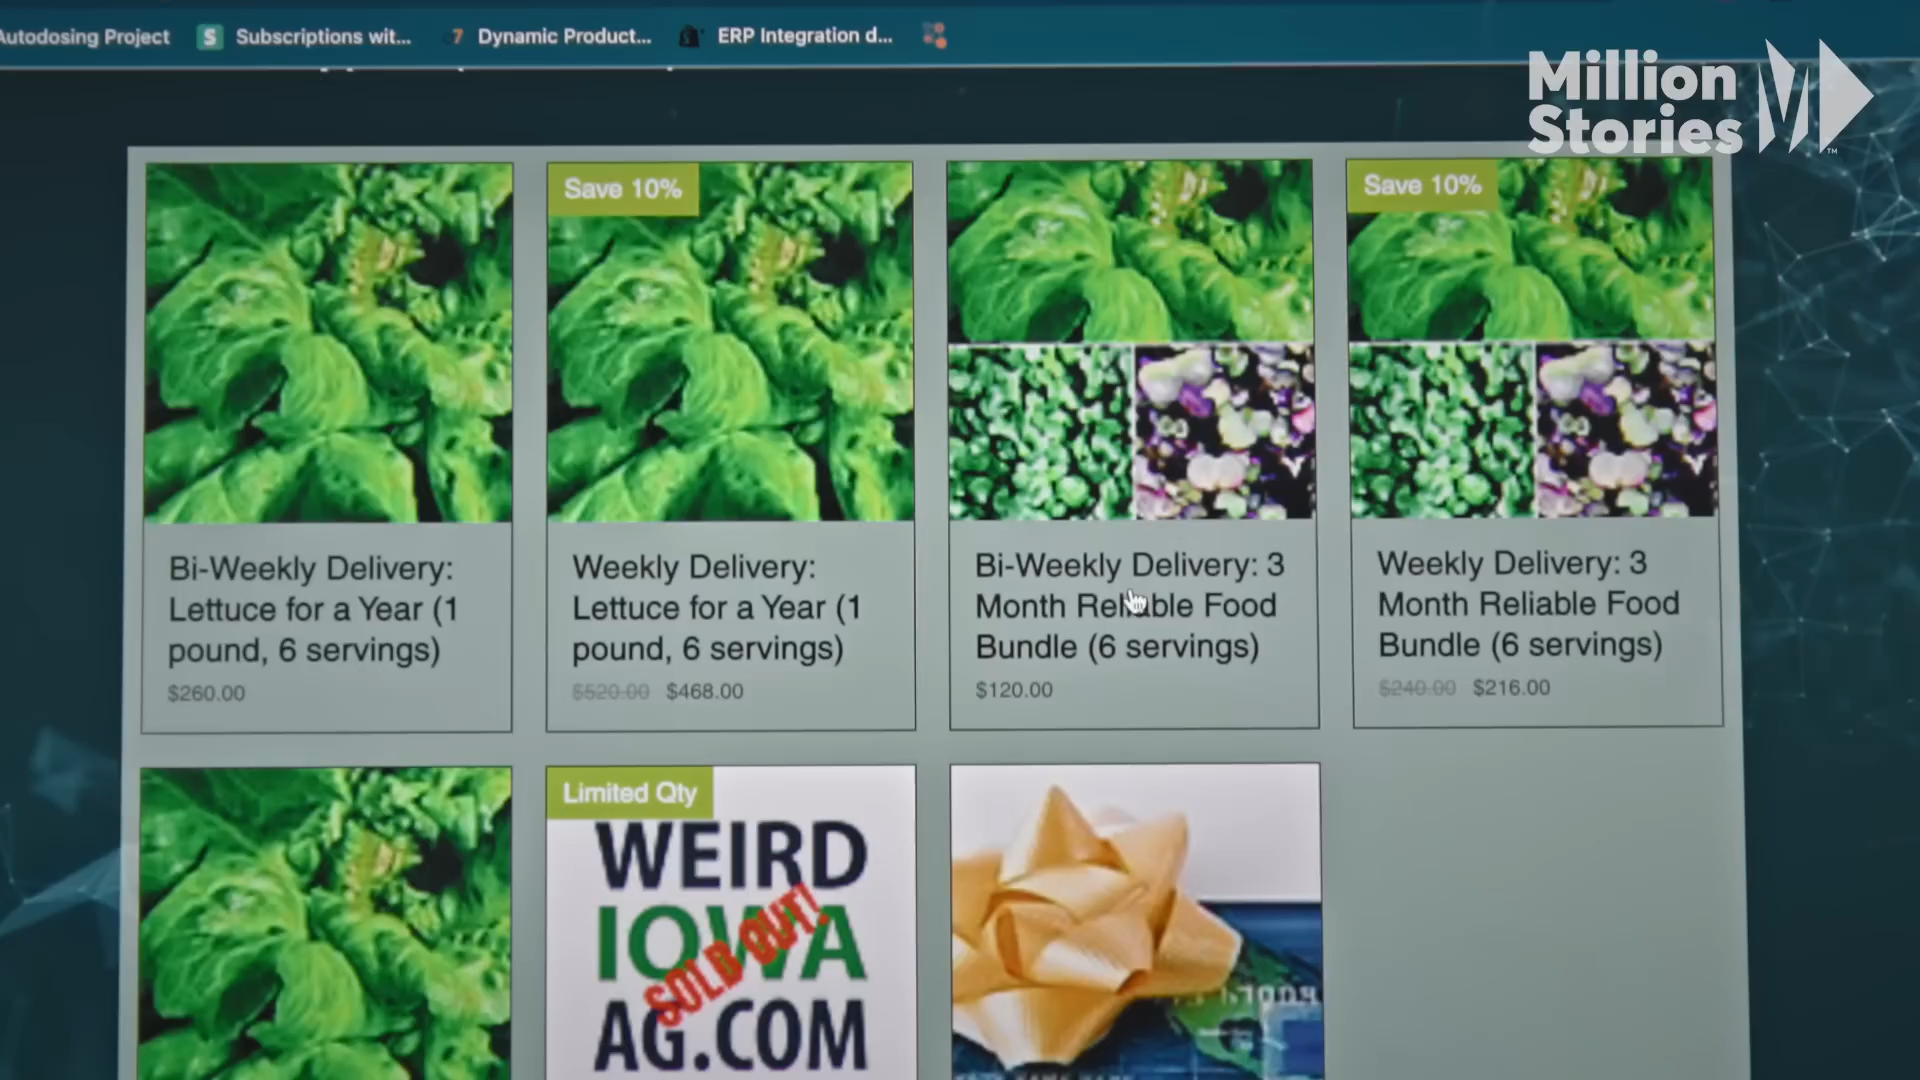 Autodosing Project
S Subscriptions wit...
7 Dynamic Product...
ERP Integration d...
Million
Stories
TM
Save 10%
Save 10%
Bi-Weekly Delivery:
Lettuce for a Year (1
pound, 6 servings)
$260.00
Weekly Delivery:
Lettuce for a Year (1
pound, 6 servings)
$520.00 $468.00
Bi-Weekly Delivery: 3
Month Reliable Food
Bundle (6 servings)
$120.00
Weekly Delivery: 3
Month Reliable Food
Bundle (6 servings)
$240.00 $216.00
Limited Qty
WEIRD
IOWA
AG.COM
SOLD OUT!